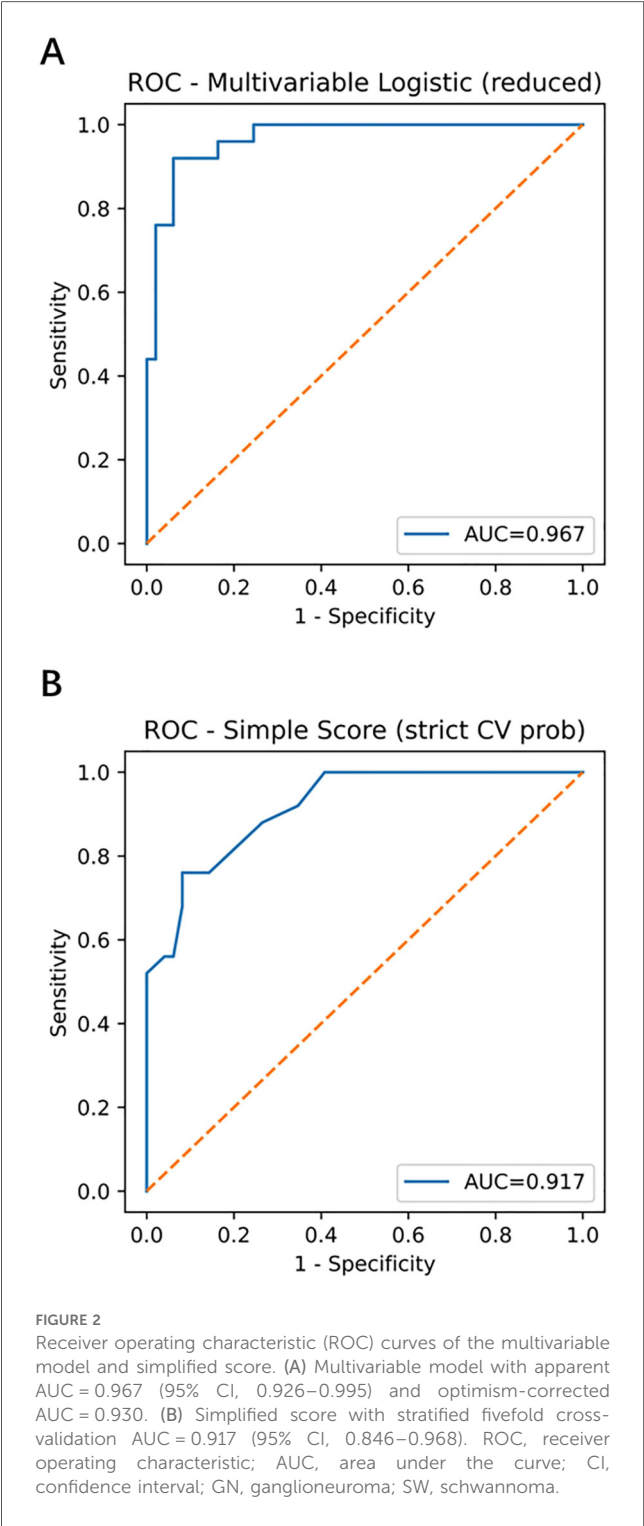 A
ROC - Multivariable Logistic (reduced)
1.0
0.8
0.6
0.4
0.2
0.0
Sensitivity
AUC=0.967
0.0 0.2 0.4 0.6 0.8 1.0
1 - Specificity
B
ROC - Simple Score (strict CV prob)
1.0
0.8
0.6
0.4
0.2
0.0
Sensitivity
AUC=0.917
0.0 0.2 0.4 0.6 0.8 1.0
1 - Specificity
FIGURE 2
Receiver operating characteristic (ROC) curves of the multivariable
model and simplified score. (A) Multivariable model with apparent
AUC = 0.967 (95% CI, 0.926–0.995) and optimism-corrected
AUC = 0.930. (B) Simplified score with stratified fivefold cross-
validation AUC = 0.917 (95% CI, 0.846–0.968). ROC, receiver
operating characteristic; AUC, area under the curve; CI,
confidence interval; GN, ganglioneuroma; SW, schwannoma.